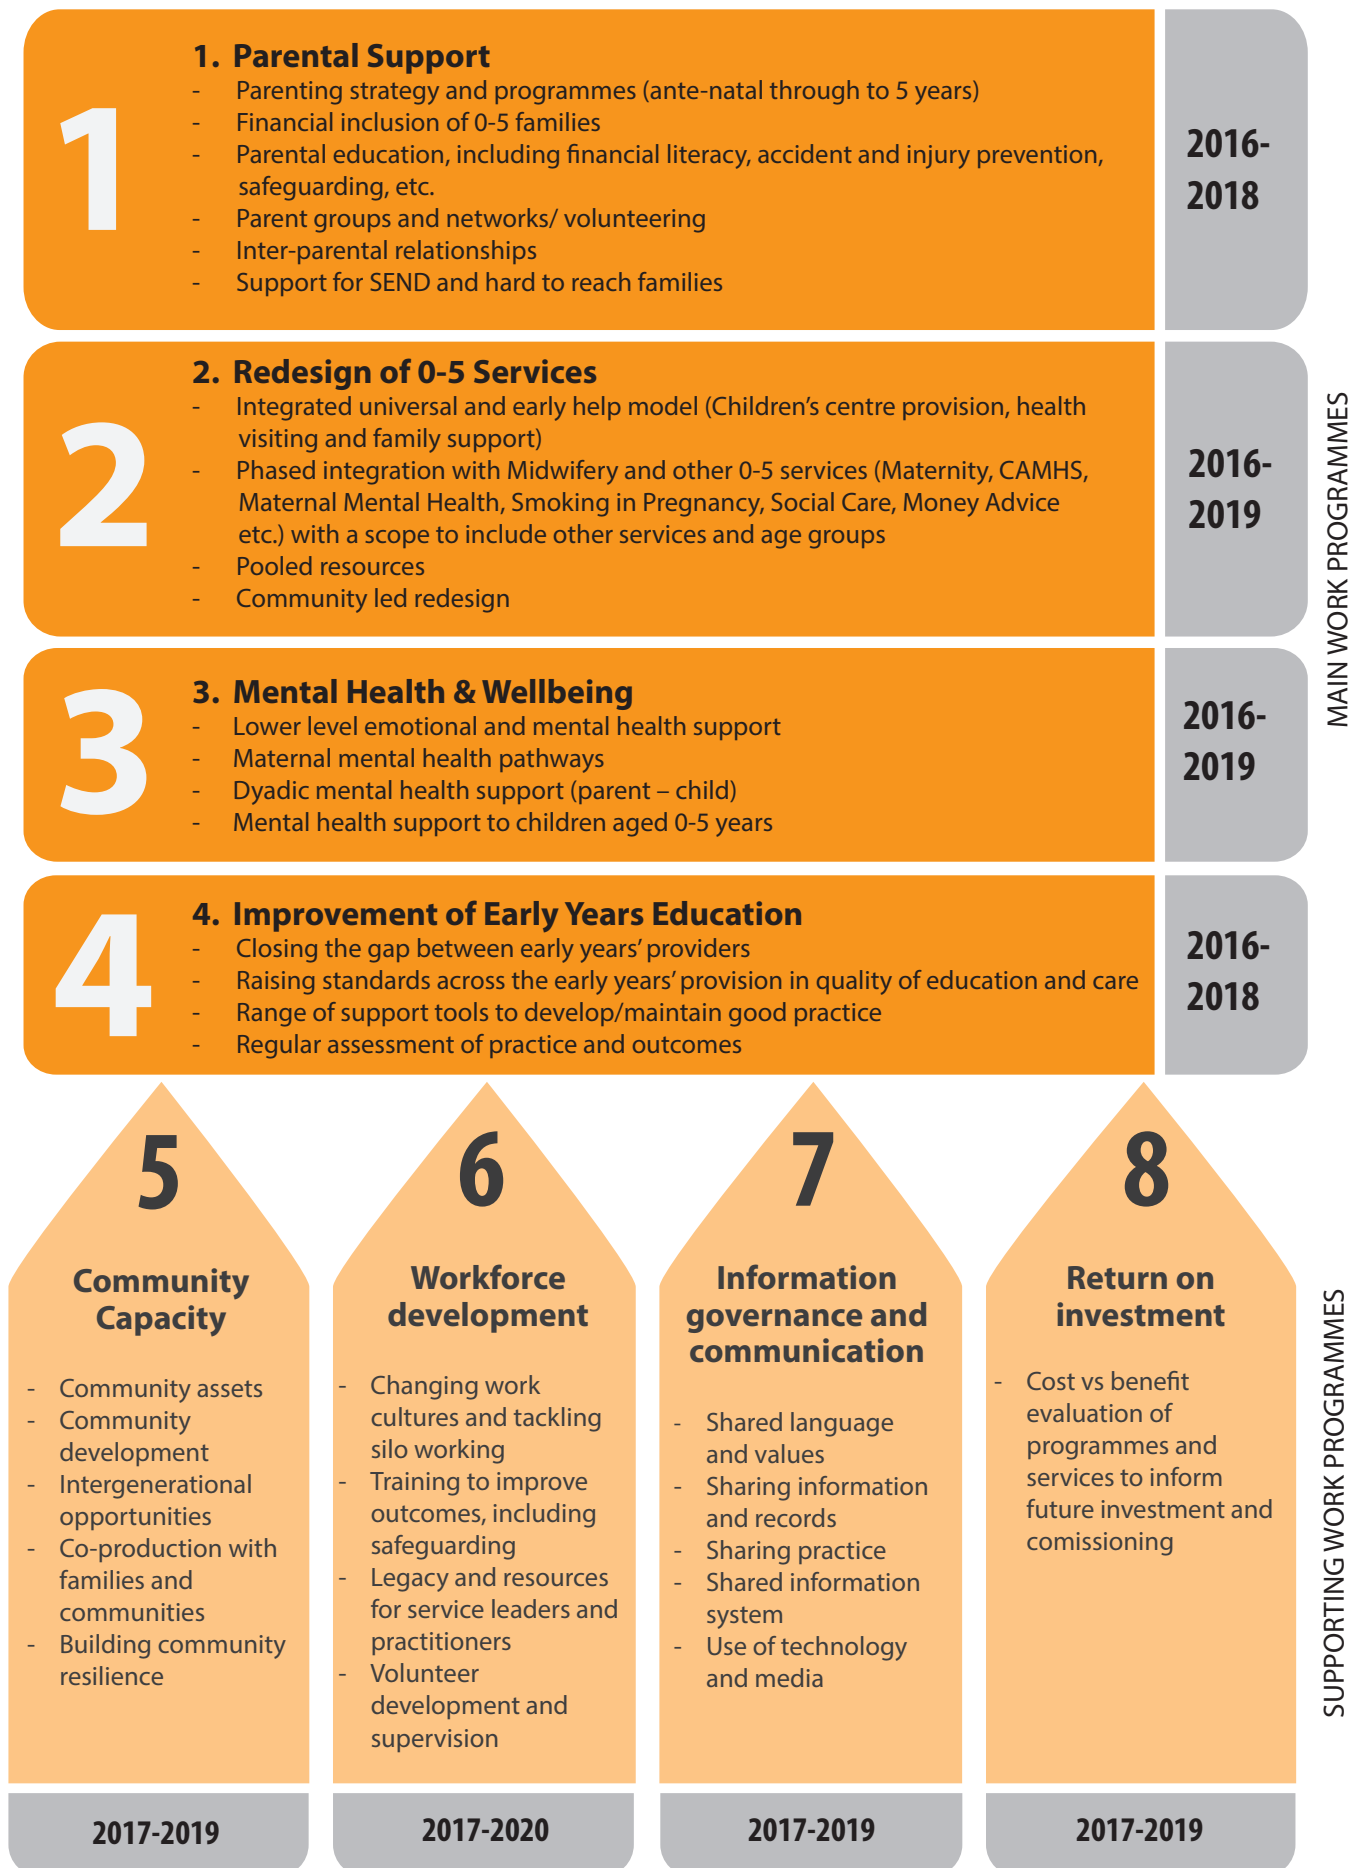 1
1. Parental Support
- Parenting strategy and programmes (ante-natal through to 5 years)
- Financial inclusion of 0-5 families
- Parental education, including financial literacy, accident and injury prevention,
safeguarding, etc.
- Parent groups and networks/ volunteering
- Inter-parental relationships
- Support for SEND and hard to reach families
2016-
2018
2
2. Redesign of 0-5 Services
- Integrated universal and early help model (Children’s centre provision, health
visiting and family support)
- Phased integration with Midwifery and other 0-5 services (Maternity, CAMHS,
Maternal Mental Health, Smoking in Pregnancy, Social Care, Money Advice
etc.) with a scope to include other services and age groups
- Pooled resources
- Community led redesign
2016-
2019
3
3. Mental Health & Wellbeing
- Lower level emotional and mental health support
- Maternal mental health pathways
- Dyadic mental health support (parent – child)
- Mental health support to children aged 0-5 years
2016-
2019
4
4. Improvement of Early Years Education
- Closing the gap between early years’ providers
- Raising standards across the early years’ provision in quality of education and care
- Range of support tools to develop/maintain good practice
- Regular assessment of practice and outcomes
2016-
2018
MAIN WORK PROGRAMMES
5
Community
Capacity
- Community assets
- Community
development
- Intergenerational
opportunities
- Co-production with
families and
communities
- Building community
resilience
2017-2019
6
Workforce
development
- Changing work
cultures and tackling
silo working
- Training to improve
outcomes, including
safeguarding
- Legacy and resources
for service leaders and
practitioners
- Volunteer
development and
supervision
2017-2020
7
Information
governance and
communication
- Shared language
and values
- Sharing information
and records
- Sharing practice
- Shared information
system
- Use of technology
and media
2017-2019
8
Return on
investment
- Cost vs benefit
evaluation of
programmes and
services to inform
future investment and
comissioning
2017-2019
SUPPORTING WORK PROGRAMMES